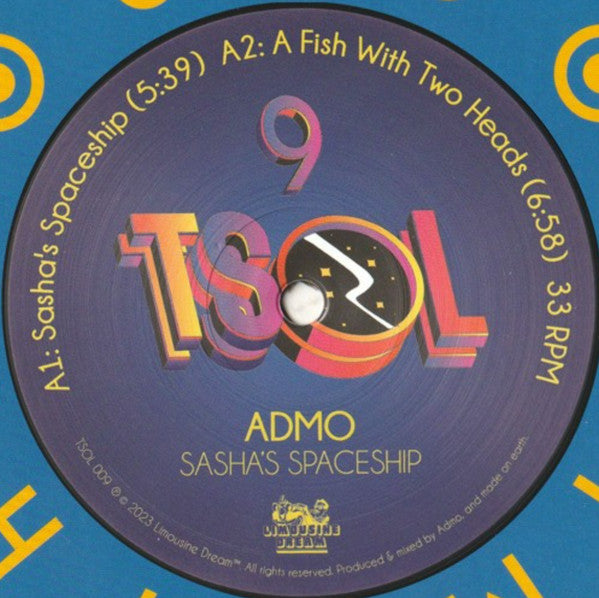 A1: Sasha's Spaceship (5:39) A2: A Fish With Two Heads (6:58) 33 RPM
9
TSOL
ADMO
SASHA'S SPACESHIP
LIMOUSINE
DREAM
TSOL 009 ℗ © 2023 Limousine Dream™. All rights reserved. Produced & mixed by Admo, and made on earth.